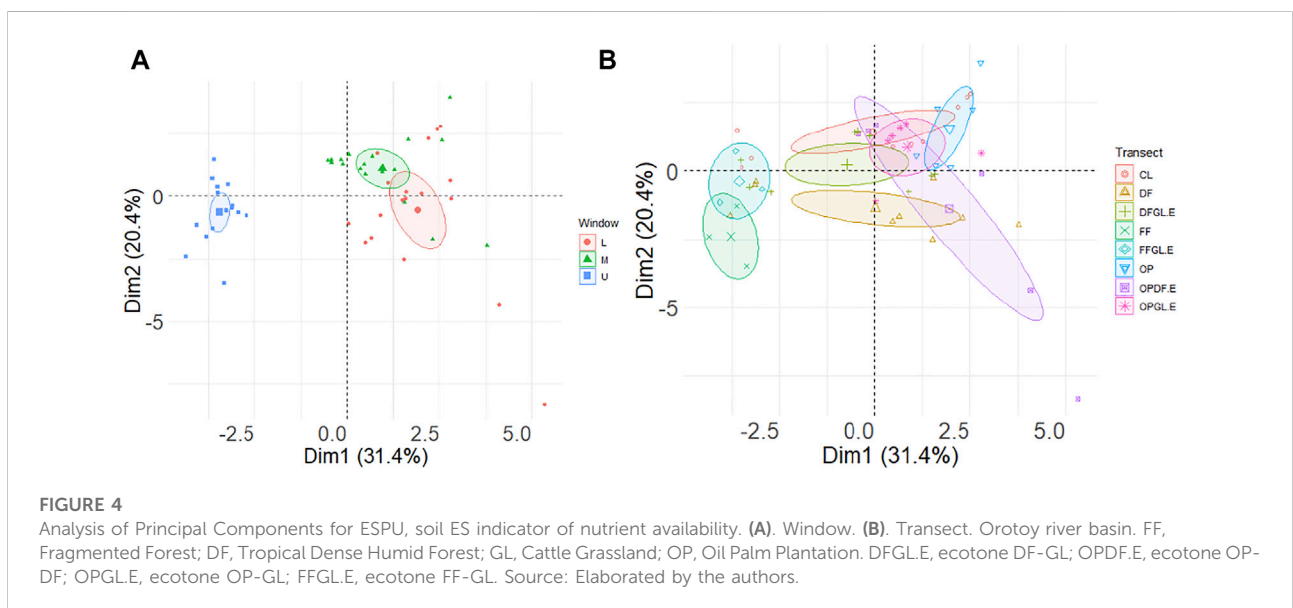 A
B
0
-5
Dim2 (20.4%)
-2.5
0.0
2.5
5.0
Dim1 (31.4%)
Window
L
M
U
0
-5
Dim2 (20.4%)
-2.5
0.0
2.5
5.0
Dim1 (31.4%)
Transect
CL
DF
DFGL.E
FF
FFGL.E
OP
OPDF.E
OPGL.E
FIGURE 4
Analysis of Principal Components for ESPU, soil ES indicator of nutrient availability. (A). Window. (B). Transect. Orotoy river basin. FF,
Fragmented Forest; DF, Tropical Dense Humid Forest; GL, Cattle Grassland; OP, Oil Palm Plantation. DFGL.E, ecotone DF-GL; OPDF.E, ecotone OP-
DF; OPGL.E, ecotone OP-GL; FFGL.E, ecotone FF-GL. Source: Elaborated by the authors.